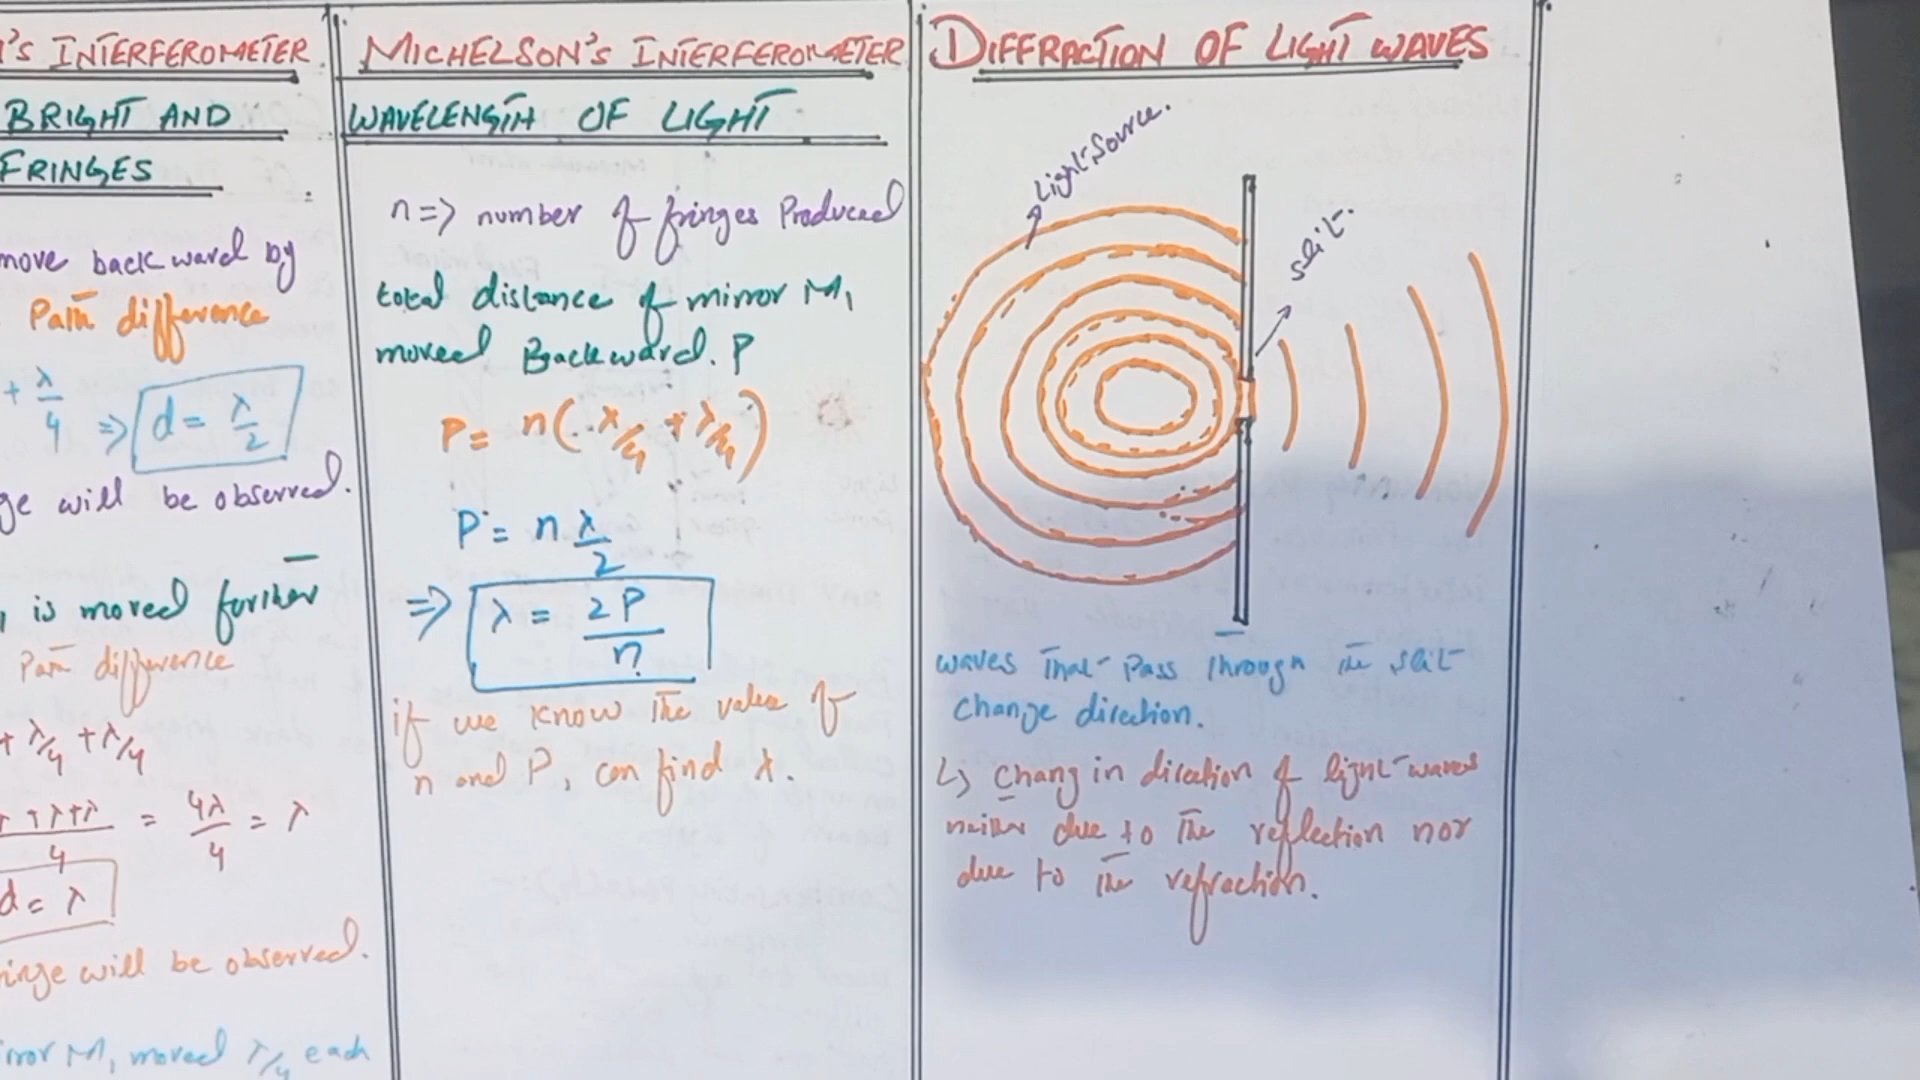 'S INTERFEROMETER
BRIGHT AND
FRINGES
move backward by
Path difference
+ λ/4 => d = λ/2
ge will be observed.
is moved further
Path difference
+ λ/4 + λ/4
+ λ + λ / 4 = 4λ/4 = λ
d = λ
inge will be observed.
irror M₁ moved λ/4 each
MICHELSON'S INTERFEROMETER
WAVELENGTH OF LIGHT
n => number of fringes Produced
total distance of mirror M₁
moved Backward. P
P = n(λ/4 + λ/4)
P = n λ/2
=> λ = 2P/n
if we know the value of
n and P, can find λ.
DIFFRACTION OF LIGHT WAVES
Light Source.
slit.
waves that Pass through the slit
change direction.
↳ Chang in direction of light waves
neither due to the reflection nor
due to the refraction.